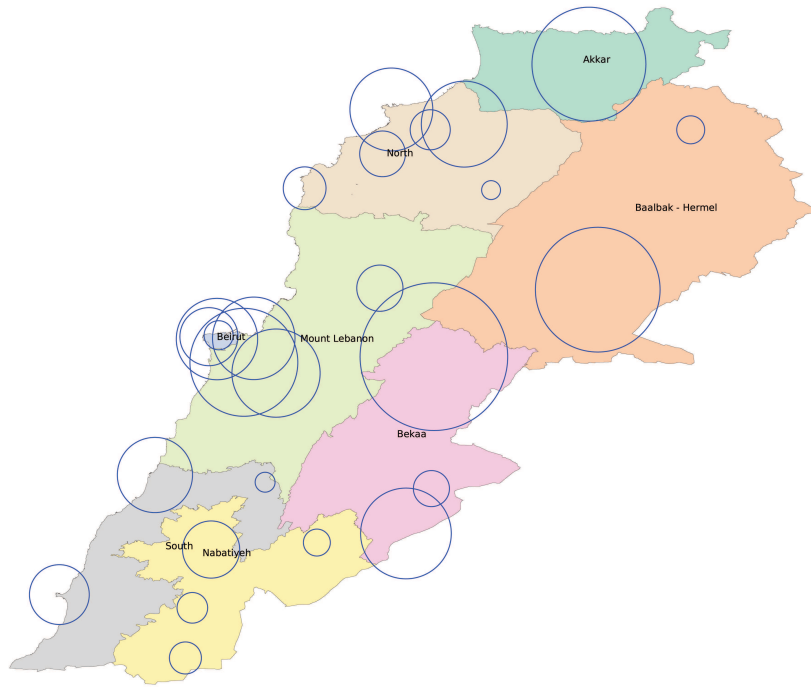 Akkar
North
Baalbak - Hermel
Beirut
Mount Lebanon
Bekaa
South
Nabatiyeh